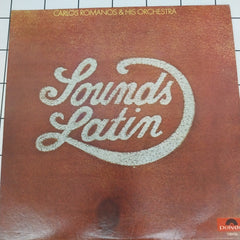 CARLOS ROMANOS & HIS ORCHESTRA
Sounds
Latin
Polydor